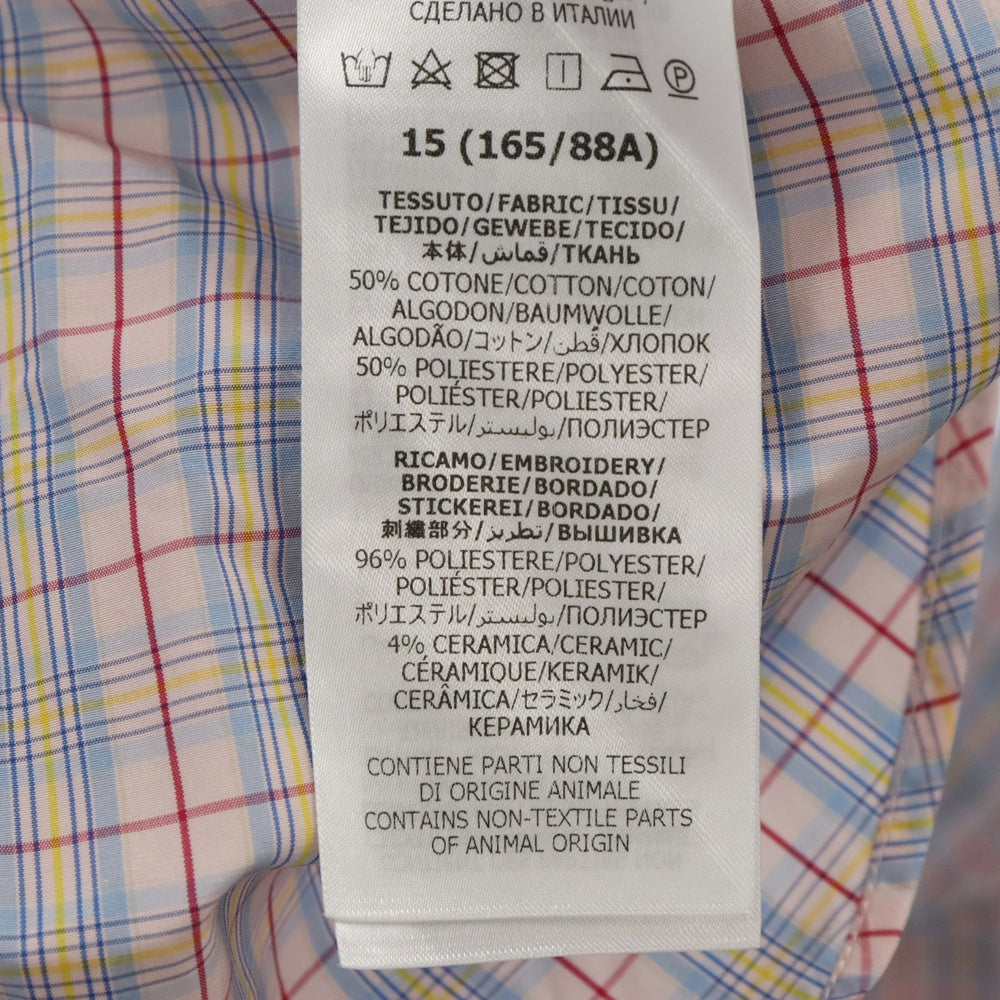 СДЕЛАНО В ИТАЛИИ
15 (165/88A)
TESSUTO/FABRIC/TISSU/
TEJIDO/GEWEBE/TECIDO/
本体/قماش/ТКАНЬ
50% COTONE/COTTON/COTON/
ALGODON/BAUMWOLLE/
ALGODÃO/コットン/قُطن/ХЛОПОК
50% POLIESTERE/POLYESTER/
POLIÉSTER/POLIESTER/
ポリエステル/بوليستر/ПОЛИЭСТЕР
RICAMO/EMBROIDERY/
BRODERIE/BORDADO/
STICKEREI/BORDADO/
刺繍部分/تطريز/ВЫШИВКА
96% POLIESTERE/POLYESTER/
POLIÉSTER/POLIESTER/
ポリエステル/بوليستر/ПОЛИЭСТЕР
4% CERAMICA/CERAMIC/
CÉRAMIQUE/KERAMIK/
CERÂMICA/セラミック/فخار/
КЕРАМИКА
CONTIENE PARTI NON TESSILI
DI ORIGINE ANIMALE
CONTAINS NON-TEXTILE PARTS
OF ANIMAL ORIGIN